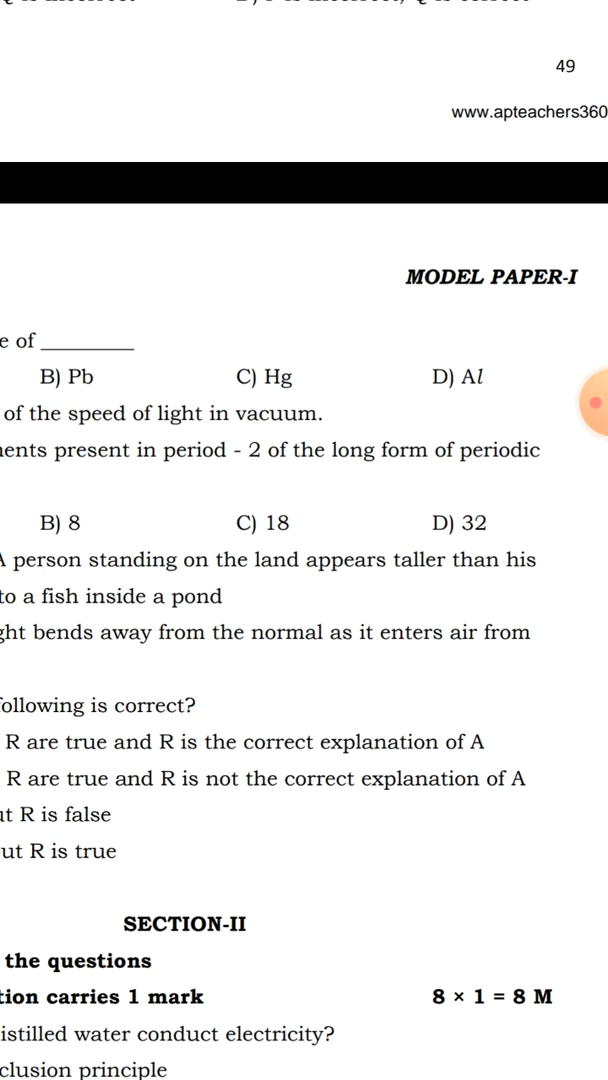 49
www.apteachers360
MODEL PAPER-I
e of ________
B) Pb C) Hg D) Al
of the speed of light in vacuum.
ents present in period - 2 of the long form of periodic
B) 8 C) 18 D) 32
A person standing on the land appears taller than his
to a fish inside a pond
ght bends away from the normal as it enters air from
following is correct?
R are true and R is the correct explanation of A
R are true and R is not the correct explanation of A
ut R is false
ut R is true
SECTION-II
the questions
tion carries 1 mark 8 × 1 = 8 M
istilled water conduct electricity?
clusion principle